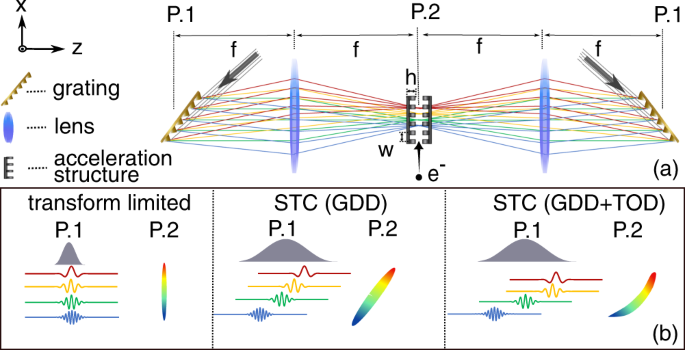 P.1 P.2 P.1
x
z
f f f f
grating
h
lens
w
acceleration
structure
e-
(a)
transform limited STC (GDD) STC (GDD+TOD)
P.1 P.2 P.1 P.2 P.1 P.2
(b)